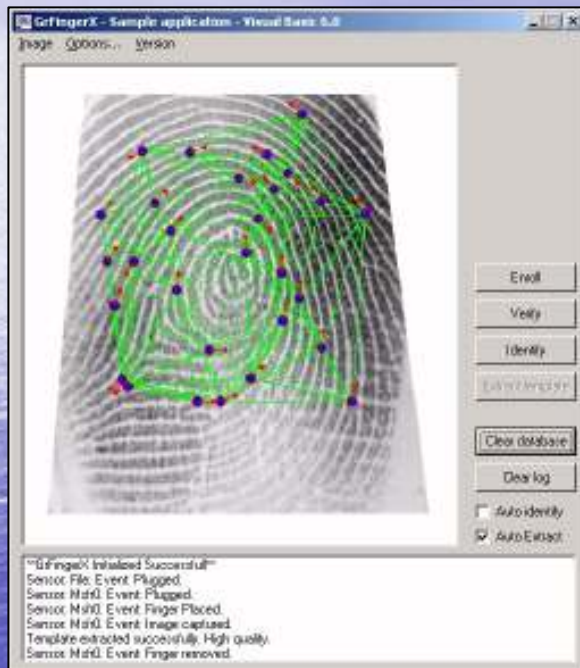 GrFingerX - Sample application - Visual Basic 6.0
Image Options... Version
Enroll
Verify
Identify
Extract template
Clear database
Clear log
Auto identify
Auto Extract
**GrFingerX Initialized Successfull**
Sensor: File. Event: Plugged.
Sensor: Msh0. Event: Plugged.
Sensor: Msh0. Event: Finger Placed.
Sensor: Msh0. Event: Image captured.
Template extracted successfully. High quality.
Sensor: Msh0. Event: Finger removed.